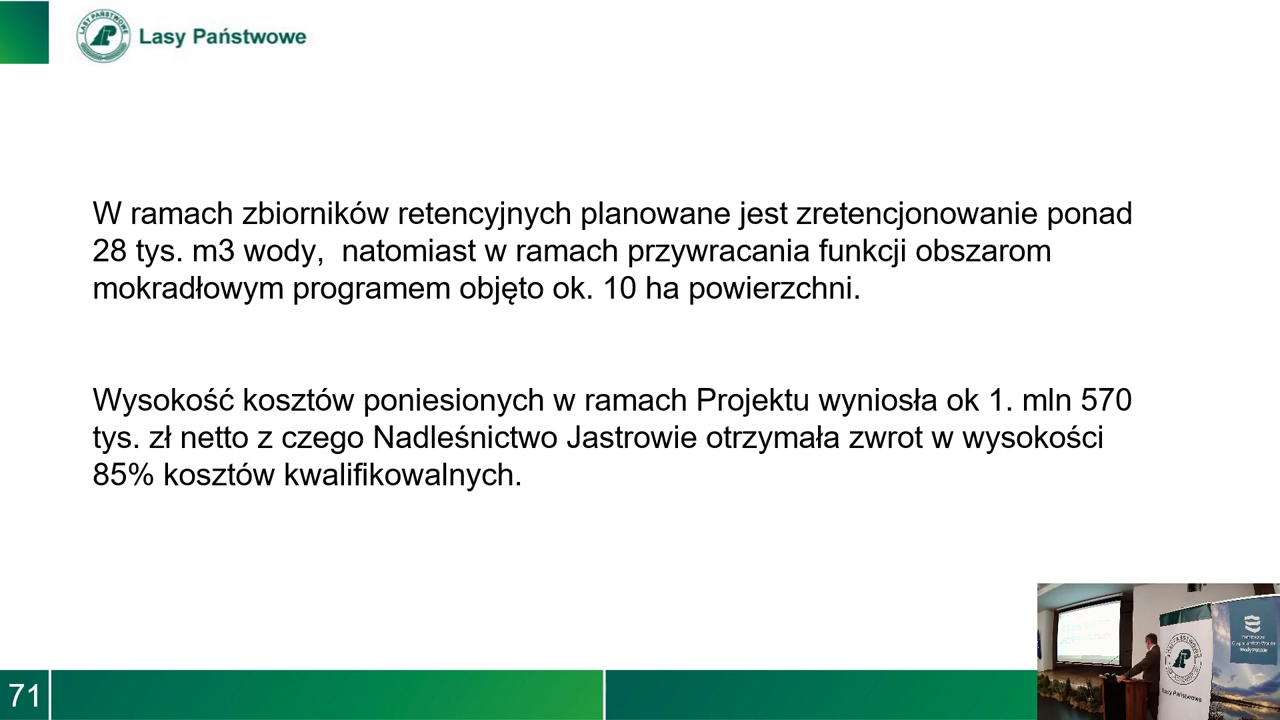 Lasy Państwowe
W ramach zbiorników retencyjnych planowane jest zretencjonowanie ponad
28 tys. m3 wody,  natomiast w ramach przywracania funkcji obszarom
mokradłowym programem objęto ok. 10 ha powierzchni.
Wysokość kosztów poniesionych w ramach Projektu wyniosła ok 1. mln 570
tys. zł netto z czego Nadleśnictwo Jastrowie otrzymała zwrot w wysokości
85% kosztów kwalifikowalnych.
71
Lasy Państwowe